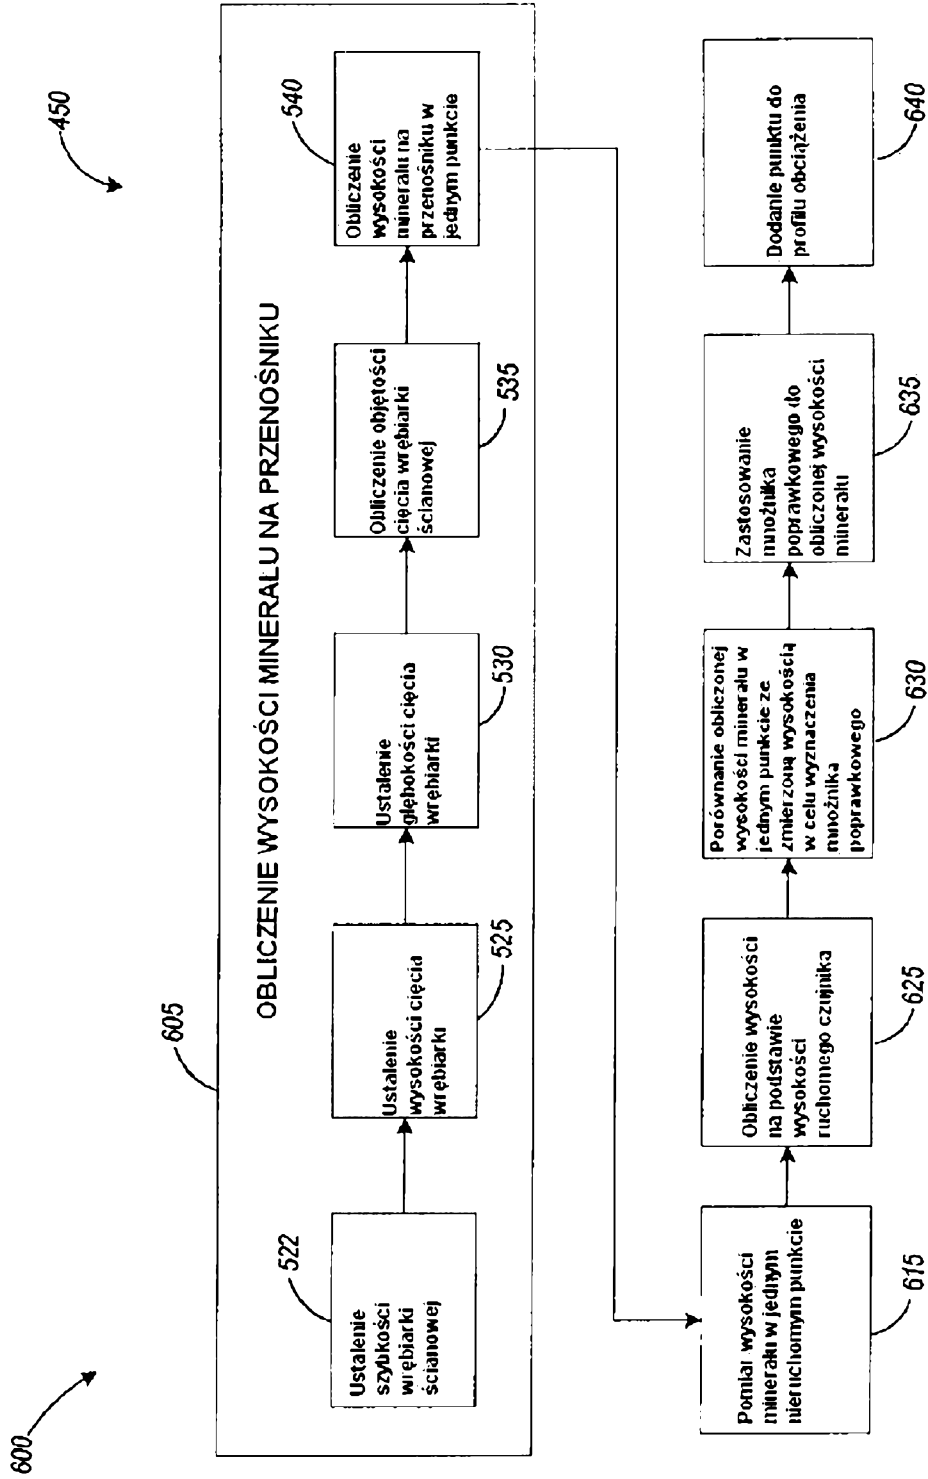 600
450
605
OBLICZENIE WYSOKOŚCI MINERAŁU NA PRZENOŚNIKU
Ustalenie
szybkości
wrębiarki
ścianowej
522
Ustalenie
wysokości cięcia
wrębiarki
525
Ustalenie
głębokości cięcia
wrębiarki
530
Obliczenie objętości
cięcia wrębiarki
ścianowej
535
Obliczenie
wysokości
minerału na
przenośniku w
jednym punkcie
540
Pomiar wysokości
minerału w jednym
nieruchomym punkcie
615
Obliczenie wysokości
na podstawie
wysokości
ruchomego czujnika
625
Porównanie obliczonej
wysokości minerału w
jednym punkcie ze
zmierzoną wysokością
w celu wyznaczenia
mnożnika
poprawkowego
630
Zastosowanie
mnożnika
poprawkowego do
obliczonej wysokości
minerału
635
Dodanie punktu do
profilu obciążenia
640